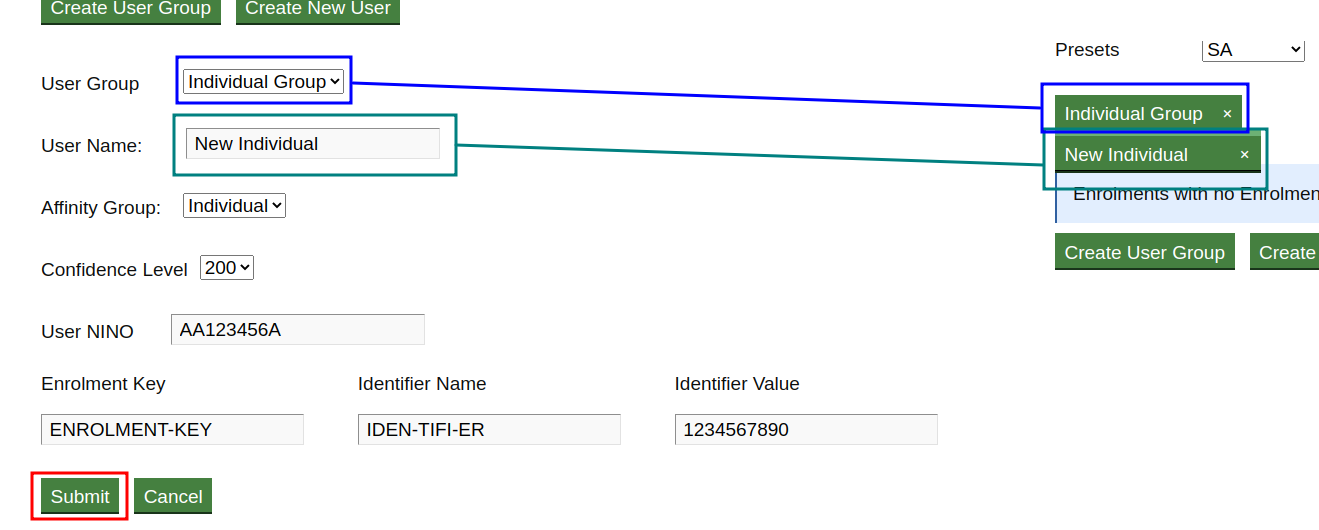 Create User Group Create New User
Presets SA
User Group Individual Group
Individual Group ×
User Name: New Individual
New Individual ×
Enrolments with no Enrolmen
Affinity Group: Individual
Create User Group Create
Confidence Level 200
User NINO AA123456A
Enrolment Key Identifier Name Identifier Value
ENROLMENT-KEY IDEN-TIFI-ER 1234567890
Submit Cancel